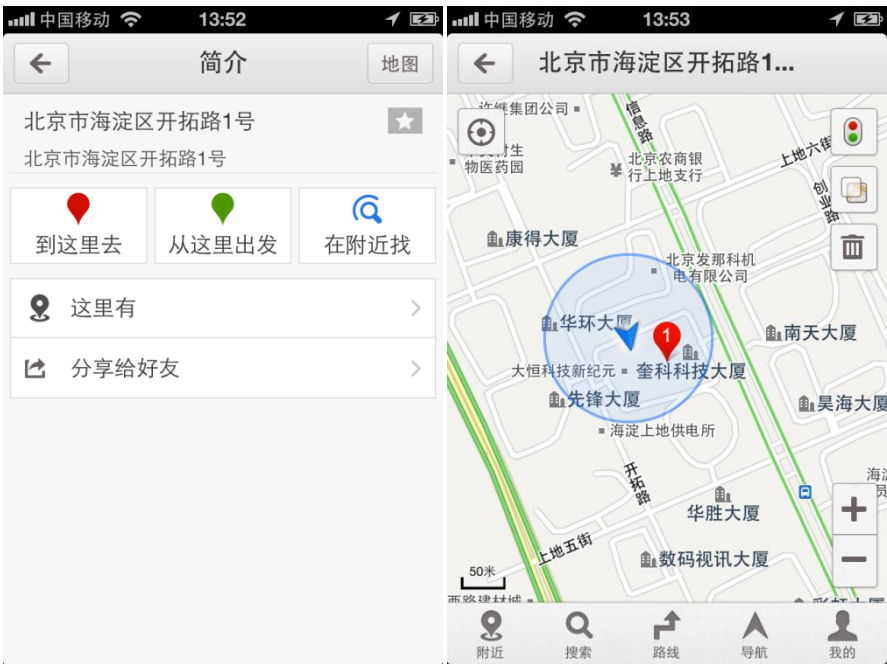 中国移动 13:52
简介
地图
北京市海淀区开拓路1号
北京市海淀区开拓路1号
到这里去
从这里出发
在附近找
这里有
分享给好友
中国移动 13:53
北京市海淀区开拓路1...
许继集团公司
信息路
物医药园
北京农商银
行上地支行
上地六街
创业路
康得大厦
北京发那科机
电有限公司
华环大厦
1
南天大厦
大恒科技新纪元
奎科科技大厦
先锋大厦
昊海大厦
海淀上地供电所
开拓路
华胜大厦
上地五街
数码视讯大厦
50米
附近
搜索
路线
导航
我的